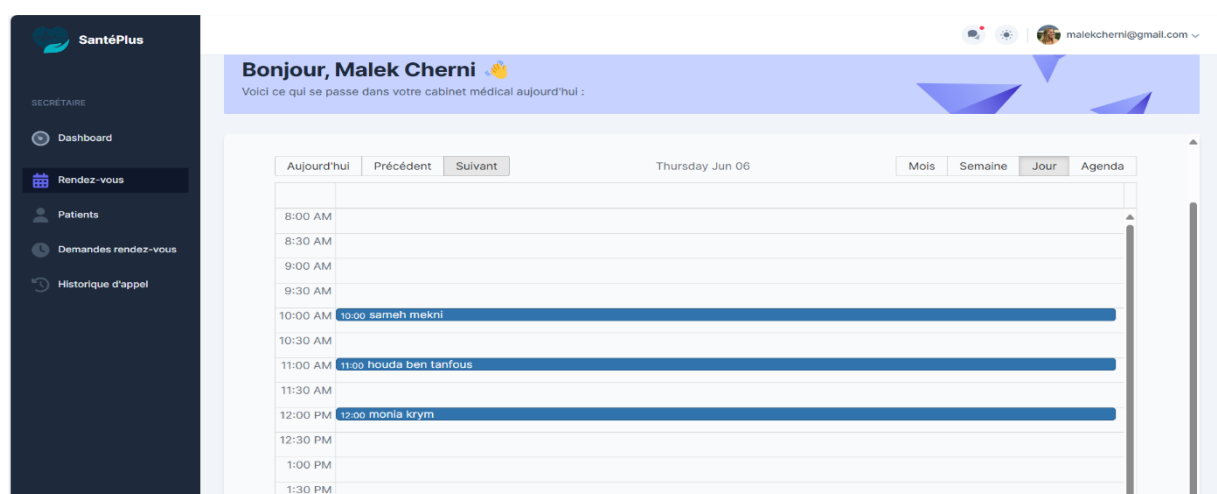 SantéPlus
malekcherni@gmail.com
Bonjour, Malek Cherni 👋
Voici ce qui se passe dans votre cabinet médical aujourd'hui :
SECRÉTAIRE
Dashboard
Rendez-vous
Patients
Demandes rendez-vous
Historique d'appel
Aujourd'hui Précédent Suivant Thursday Jun 06 Mois Semaine Jour Agenda
8:00 AM
8:30 AM
9:00 AM
9:30 AM
10:00 AM 10:00 sameh mekni
10:30 AM
11:00 AM 11:00 houda ben tanfous
11:30 AM
12:00 PM 12:00 monia krym
12:30 PM
1:00 PM
1:30 PM